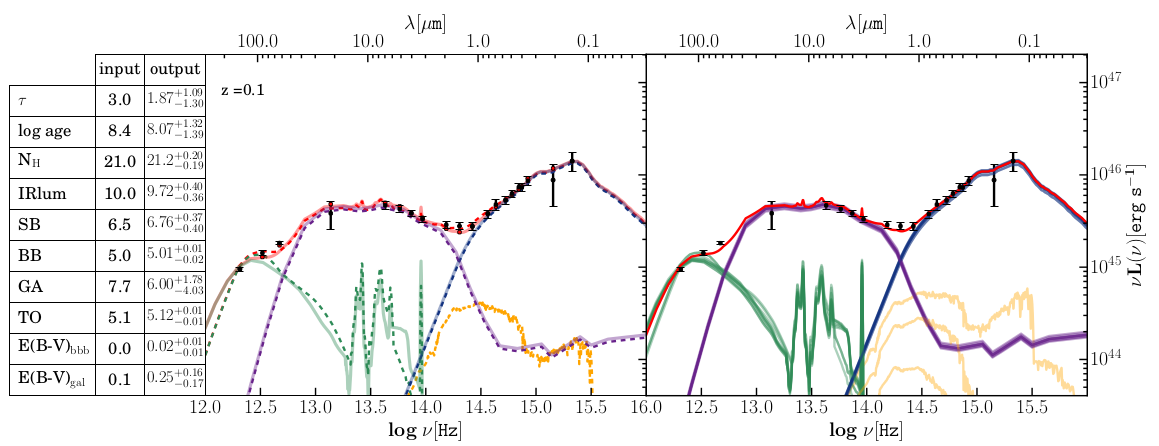 λ[μm]
λ[μm]
100.0 10.0 1.0 0.1
100.0 10.0 1.0 0.1
input output
τ 3.0 1.87+1.09−1.30
log age 8.4 8.07+1.32−1.39
NH 21.0 21.2+0.20−0.19
IRlum 10.0 9.72+0.40−0.36
SB 6.5 6.76+0.37−0.40
BB 5.0 5.01+0.01−0.02
GA 7.7 6.00+1.78−4.03
TO 5.1 5.12+0.01−0.01
E(B-V)bbb 0.0 0.02+0.01−0.01
E(B-V)gal 0.1 0.25+0.16−0.17
z =0.1
10^47
10^46
10^45
10^44
νL(ν)[erg s^−1]
12.0 12.5 13.0 13.5 14.0 14.5 15.0 15.5 16.0
12.5 13.0 13.5 14.0 14.5 15.0 15.5
log ν[Hz]
log ν[Hz]